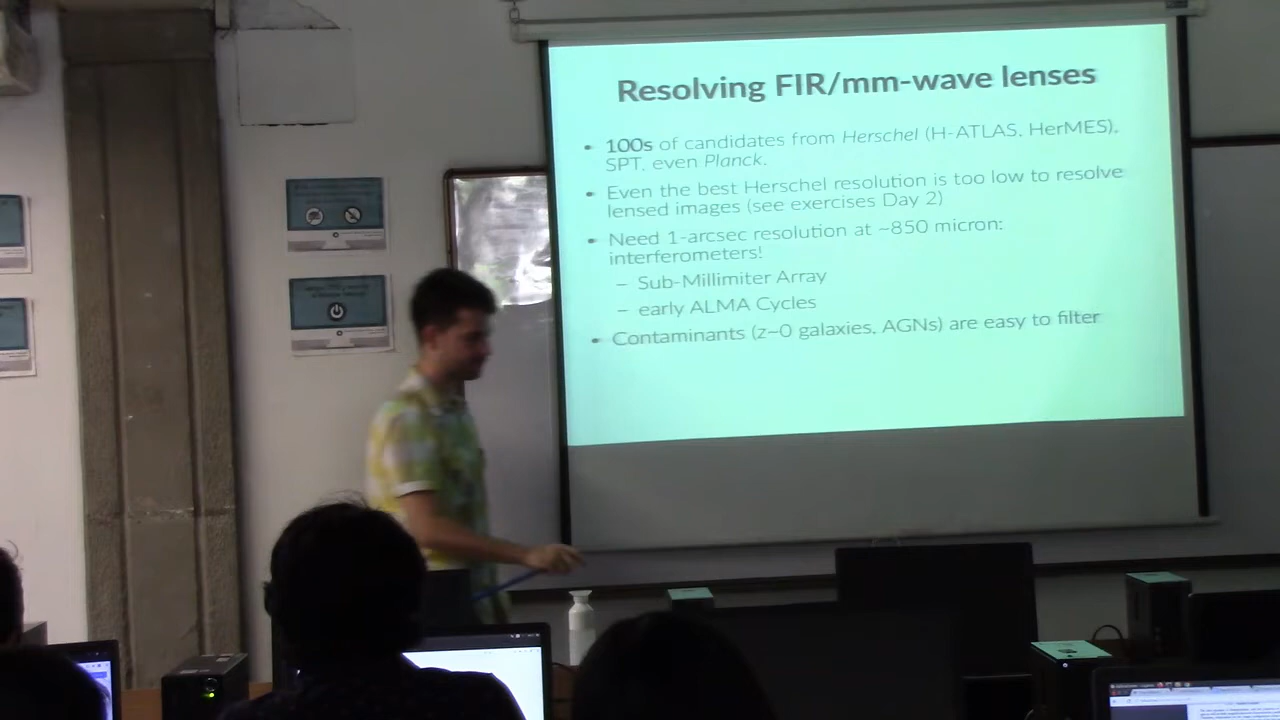 Resolving FIR/mm-wave lenses
• 100s of candidates from Herschel (H-ATLAS, HerMES),
SPT, even Planck.
• Even the best Herschel resolution is too low to resolve
lensed images (see exercises Day 2)
• Need 1-arcsec resolution at ~850 micron:
interferometers!
– Sub-Millimiter Array
– early ALMA Cycles
• Contaminants (z~0 galaxies, AGNs) are easy to filter